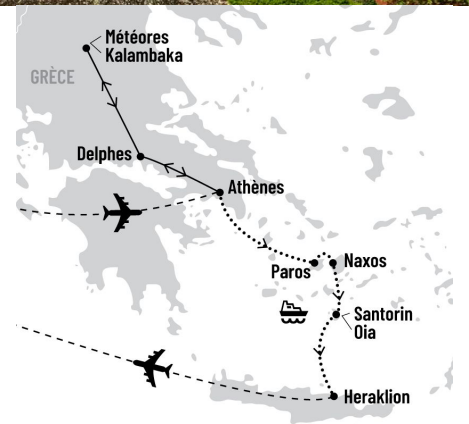 Météores
Kalambaka
GRÈCE
Delphes
Athènes
Paros
Naxos
Santorin
Oia
Heraklion